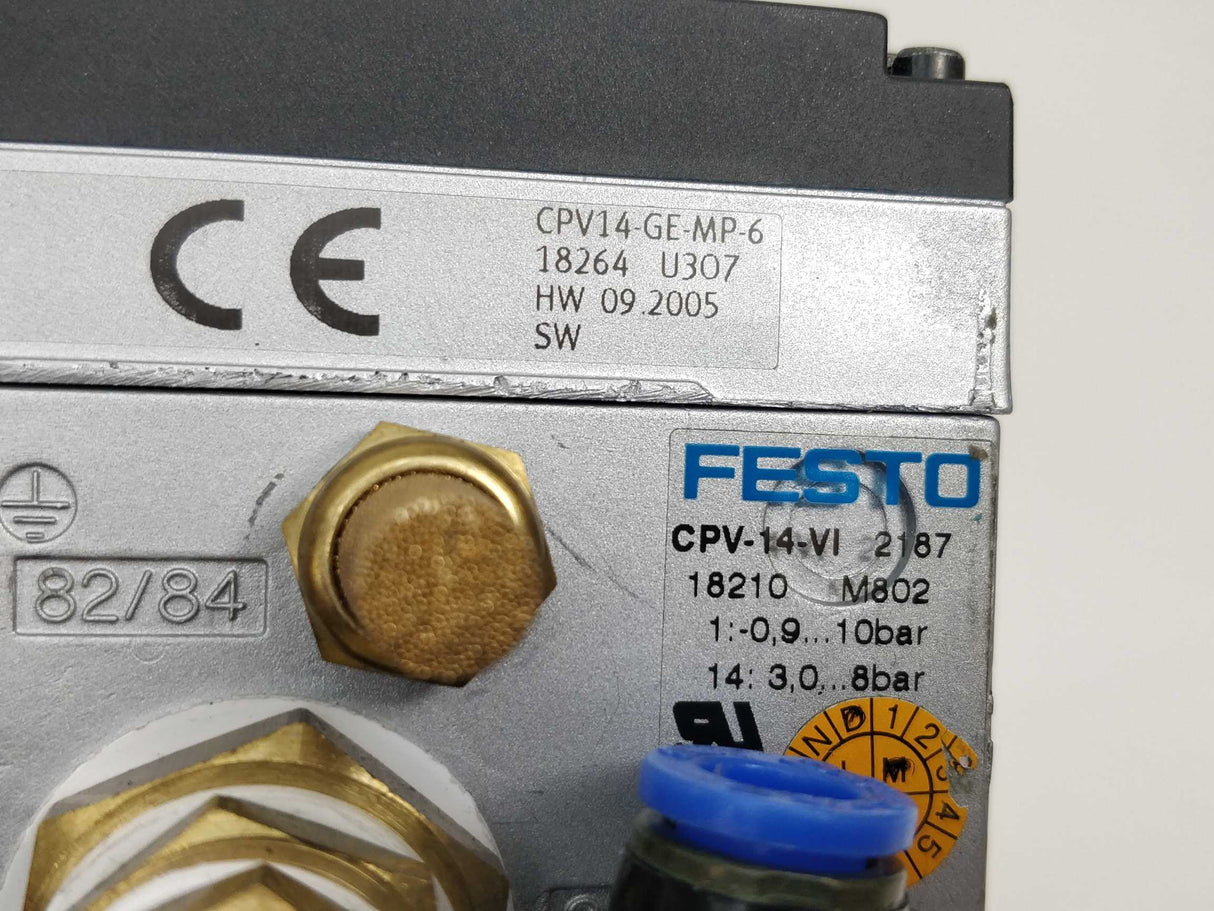 CE
CPV14-GE-MP-6
18264 U307
HW 09.2005
SW
FESTO
CPV-14-VI 2187
18210 M802
1:-0,9...10bar
14: 3,0...8bar
82/84
N D 1 2 3 4 5
M